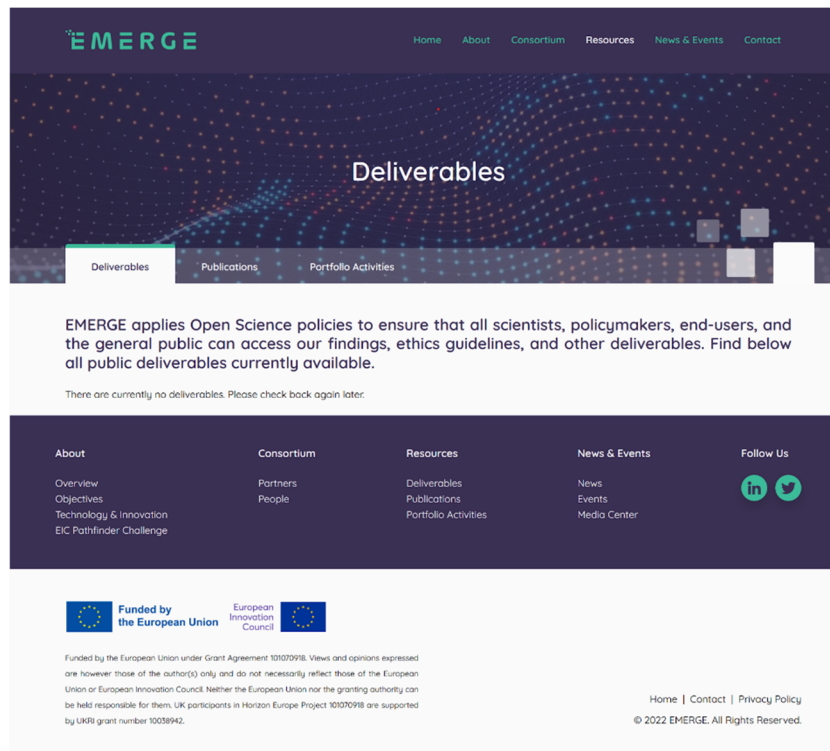 EMERGE
Home About Consortium Resources News & Events Contact
Deliverables
Deliverables Publications Portfolio Activities
EMERGE applies Open Science policies to ensure that all scientists, policymakers, end-users, and
the general public can access our findings, ethics guidelines, and other deliverables. Find below
all public deliverables currently available.
There are currently no deliverables. Please check back again later.
About
Overview
Objectives
Technology & Innovation
EIC Pathfinder Challenge
Consortium
Partners
People
Resources
Deliverables
Publications
Portfolio Activities
News & Events
News
Events
Media Center
Follow Us
in
Funded by
the European Union
European
Innovation
Council
Funded by the European Union under Grant Agreement 101070918. Views and opinions expressed
are however those of the author(s) only and do not necessarily reflect those of the European
Union or European Innovation Council. Neither the European Union nor the granting authority can
be held responsible for them. UK participants in Horizon Europe Project 101070918 are supported
by UKRI grant number 10038942.
Home | Contact | Privacy Policy
© 2022 EMERGE. All Rights Reserved.